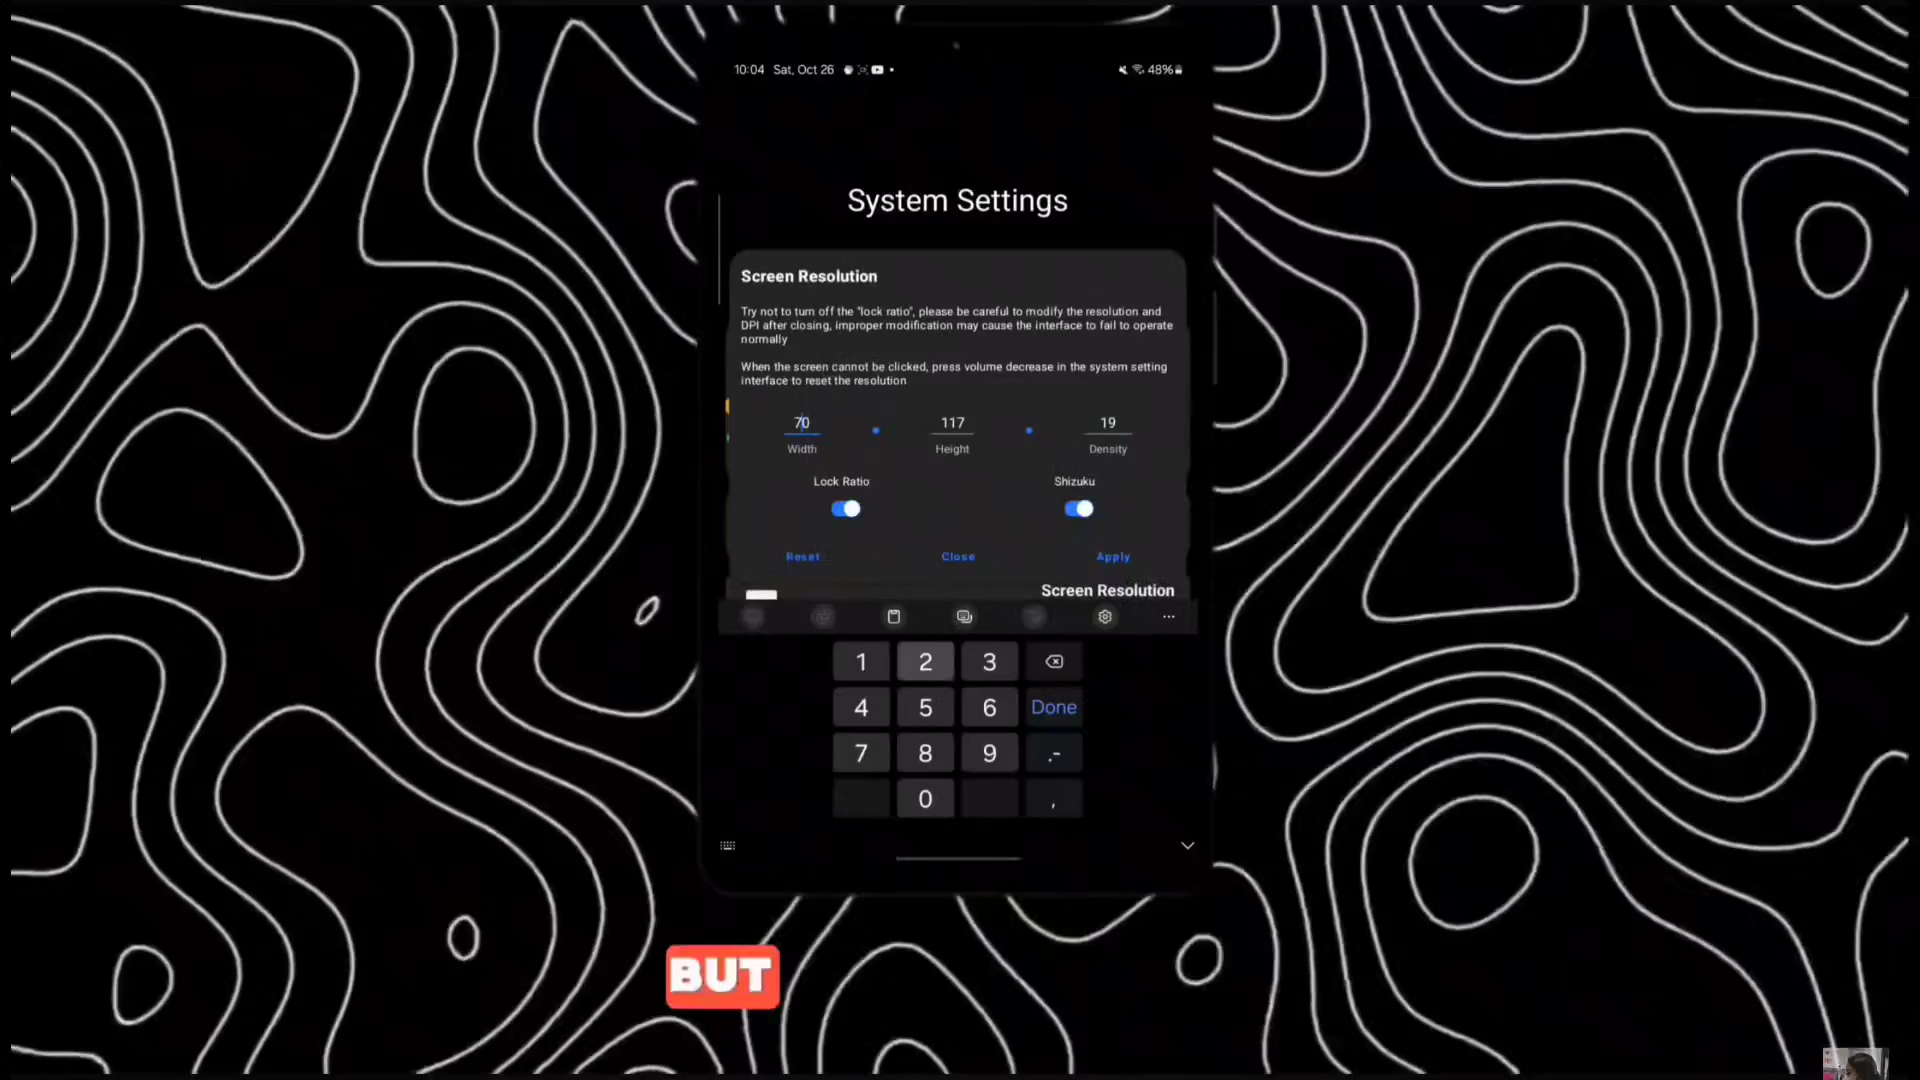 10:04 Sat, Oct 26
48%
System Settings
Screen Resolution
Try not to turn off the "lock ratio", please be careful to modify the resolution and
DPI after closing, improper modification may cause the interface to fail to operate
normally
When the screen cannot be clicked, press volume decrease in the system setting
interface to reset the resolution
70 117 19
Width Height Density
Lock Ratio Shizuku
Reset Close Apply
Screen Resolution
1 2 3
4 5 6 Done
7 8 9 .-
0 ,
BUT